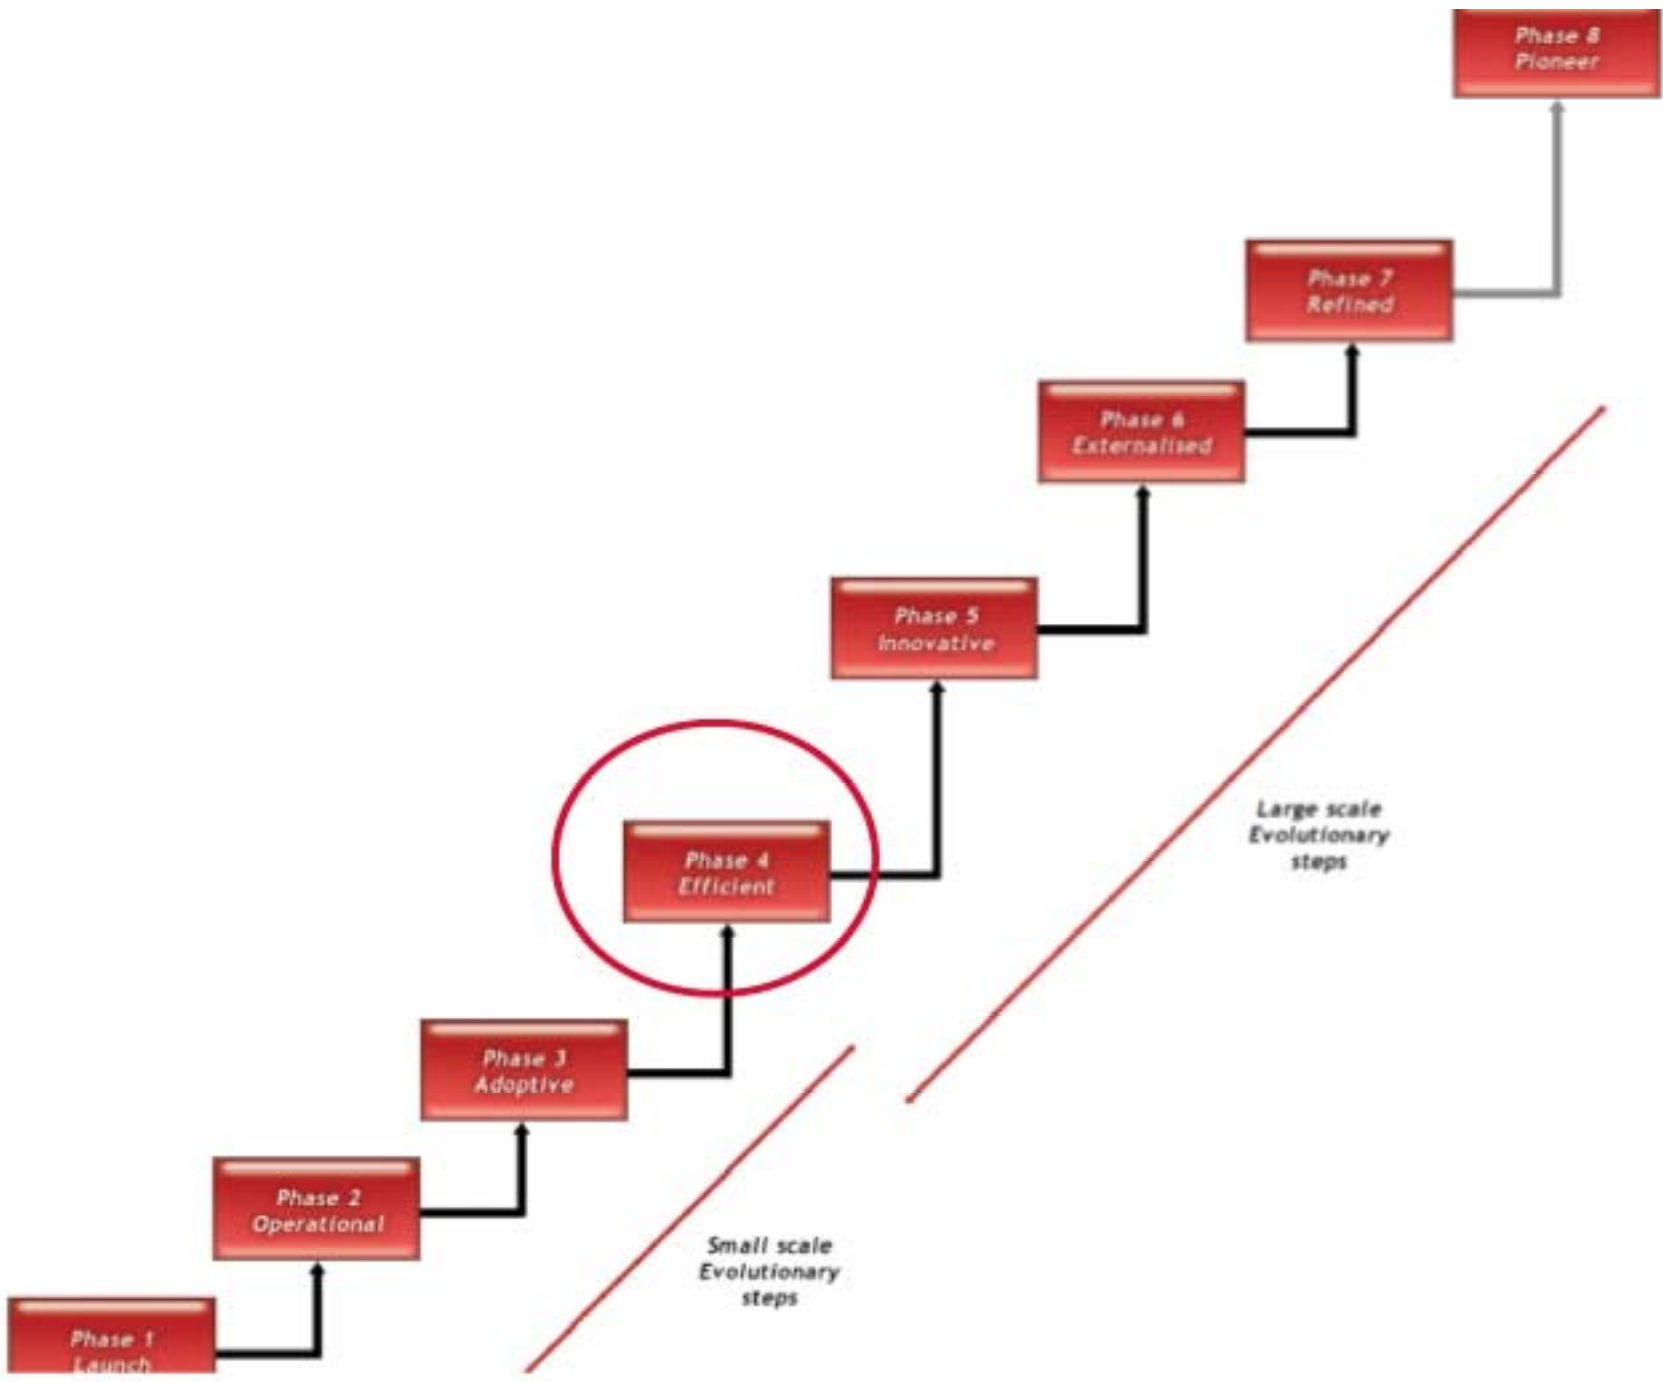 Phase 8
Pioneer
Phase 7
Refined
Phase 6
Externalised
Phase 5
Innovative
Large scale
Evolutionary
steps
Phase 4
Efficient
Phase 3
Adoptive
Phase 2
Operational
Small scale
Evolutionary
steps
Phase 1
Launch